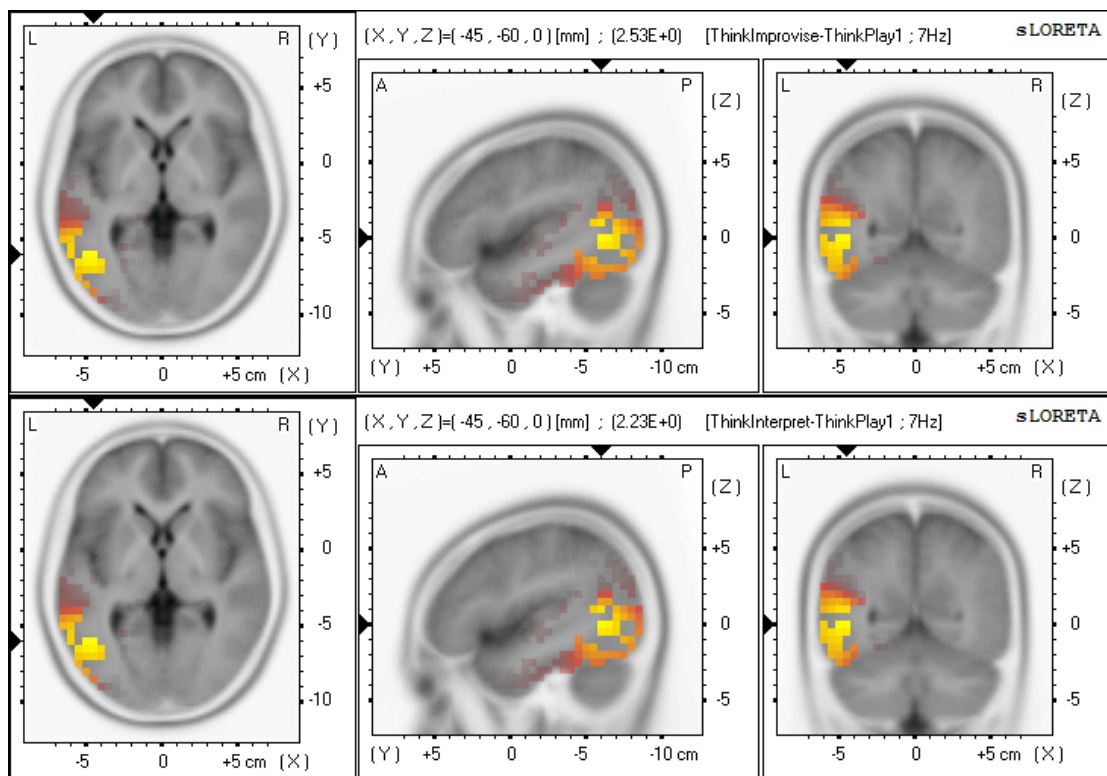 (X, Y, Z)=(-45, -60, 0) [mm] ; (2.53E+0) [ThinkImprovise-ThinkPlay1 ; 7Hz] sLORETA
L R (Y)
+5
0
-5
-10
-5 0 +5 cm (X)
A P (Z)
+5
0
-5
(Y) +5 0 -5 -10 cm
L R (Z)
+5
0
-5
-5 0 +5 cm (X)
(X, Y, Z)=(-45, -60, 0) [mm] ; (2.23E+0) [ThinkInterpret-ThinkPlay1 ; 7Hz] sLORETA
L R (Y)
+5
0
-5
-10
-5 0 +5 cm (X)
A P (Z)
+5
0
-5
(Y) +5 0 -5 -10 cm
L R (Z)
+5
0
-5
-5 0 +5 cm (X)